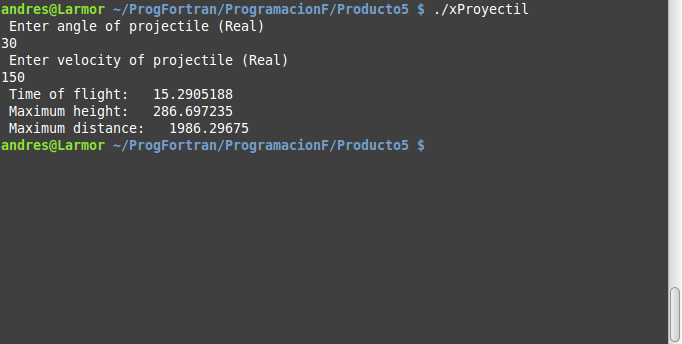 andres@Larmor ~/ProgFortran/ProgramacionF/Producto5 $ ./xProyectil
Enter angle of projectile (Real)
30
Enter velocity of projectile (Real)
150
Time of flight:   15.2905188
Maximum height:   286.697235
Maximum distance:   1986.29675
andres@Larmor ~/ProgFortran/ProgramacionF/Producto5 $